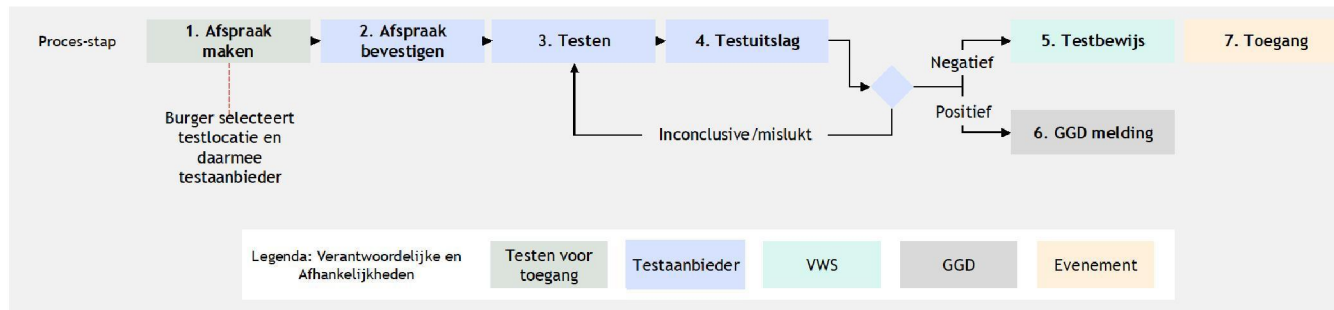 Proces-stap
1. Afspraak
maken
2. Afspraak
bevestigen
3. Testen
4. Testuitslag
Negatief
Positief
5. Testbewijs
7. Toegang
6. GGD melding
Inconclusive/mislukt
Burger selecteert
testlocatie en
daarmee
testaanbieder
Legenda: Verantwoordelijke en
Afhankelijkheden
Testen voor
toegang
Testaanbieder
VWS
GGD
Evenement